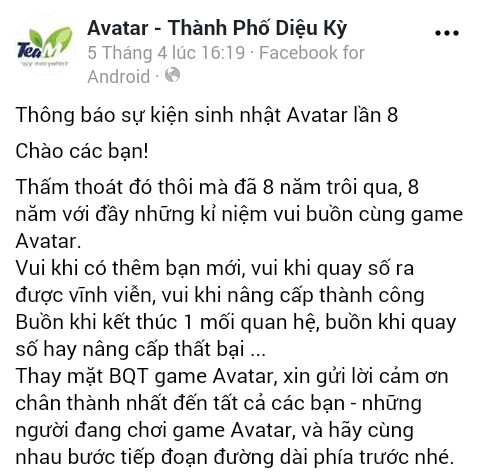 Avatar - Thành Phố Diệu Kỳ
5 Tháng 4 lúc 16:19 · Facebook for
Android ·
TeaM
Thông báo sự kiện sinh nhật Avatar lần 8
Chào các bạn!
Thấm thoát đó thôi mà đã 8 năm trôi qua, 8
năm với đầy những kỉ niệm vui buồn cùng game
Avatar.
Vui khi có thêm bạn mới, vui khi quay số ra
được vĩnh viễn, vui khi nâng cấp thành công
Buồn khi kết thúc 1 mối quan hệ, buồn khi quay
số hay nâng cấp thất bại ...
Thay mặt BQT game Avatar, xin gửi lời cảm ơn
chân thành nhất đến tất cả các bạn - những
người đang chơi game Avatar, và hãy cùng
nhau bước tiếp đoạn đường dài phía trước nhé.